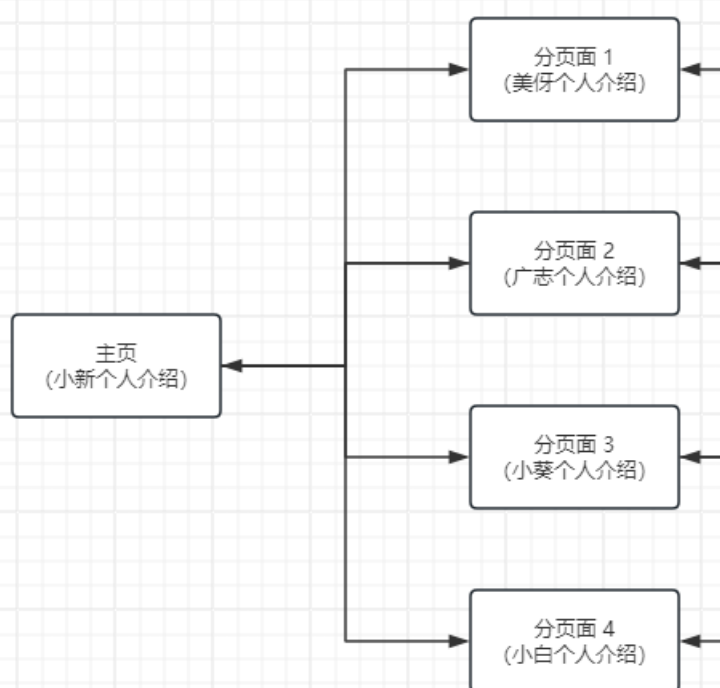 分页面 1
(美伢个人介绍)
分页面 2
(广志个人介绍)
主页
(小新个人介绍)
分页面 3
(小葵个人介绍)
分页面 4
(小白个人介绍)